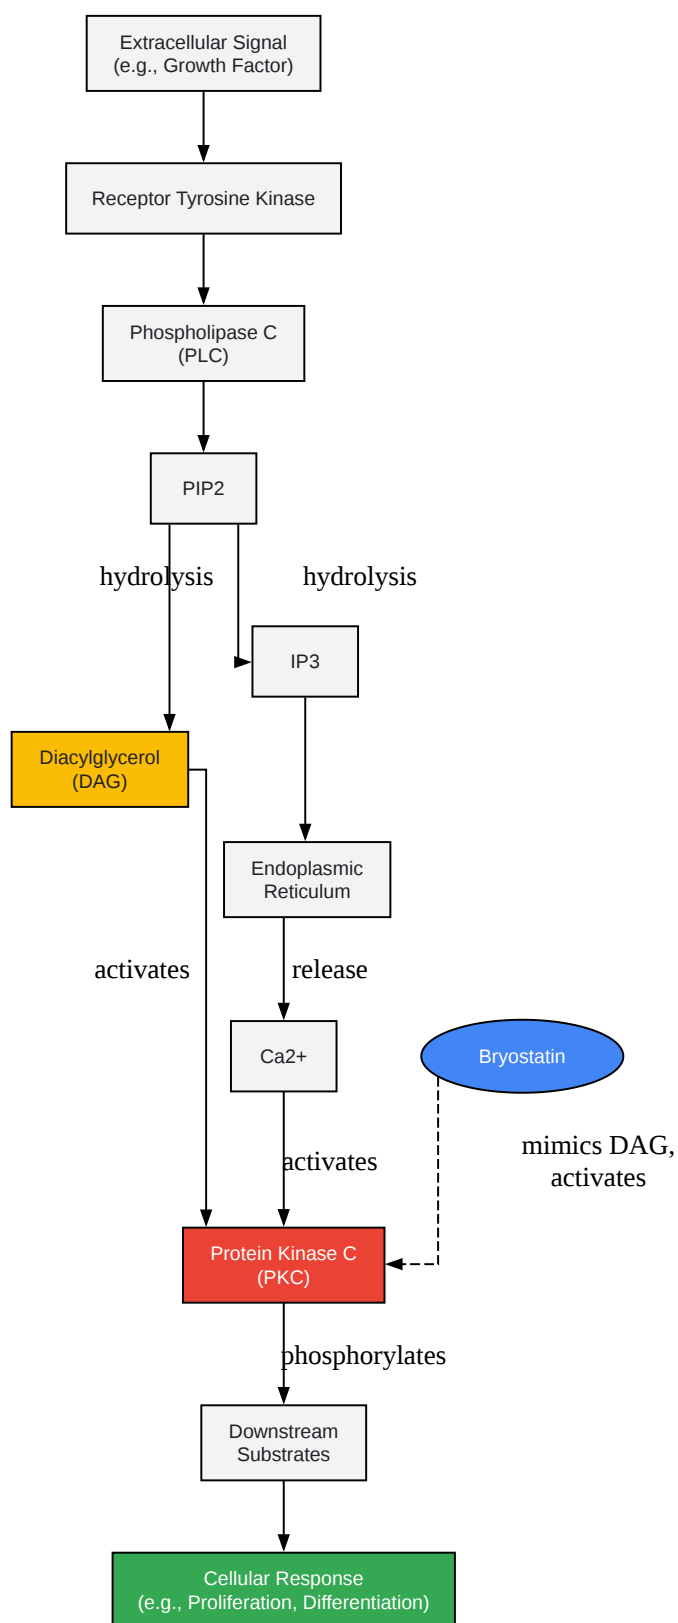 Extracellular Signal
(e.g., Growth Factor)
Receptor Tyrosine Kinase
Phospholipase C
(PLC)
PIP2
hydrolysis
hydrolysis
IP3
Diacylglycerol
(DAG)
Endoplasmic
Reticulum
activates
release
Ca2+
Bryostatin
mimics DAG,
activates
activates
Protein Kinase C
(PKC)
phosphorylates
Downstream
Substrates
Cellular Response
(e.g., Proliferation, Differentiation)